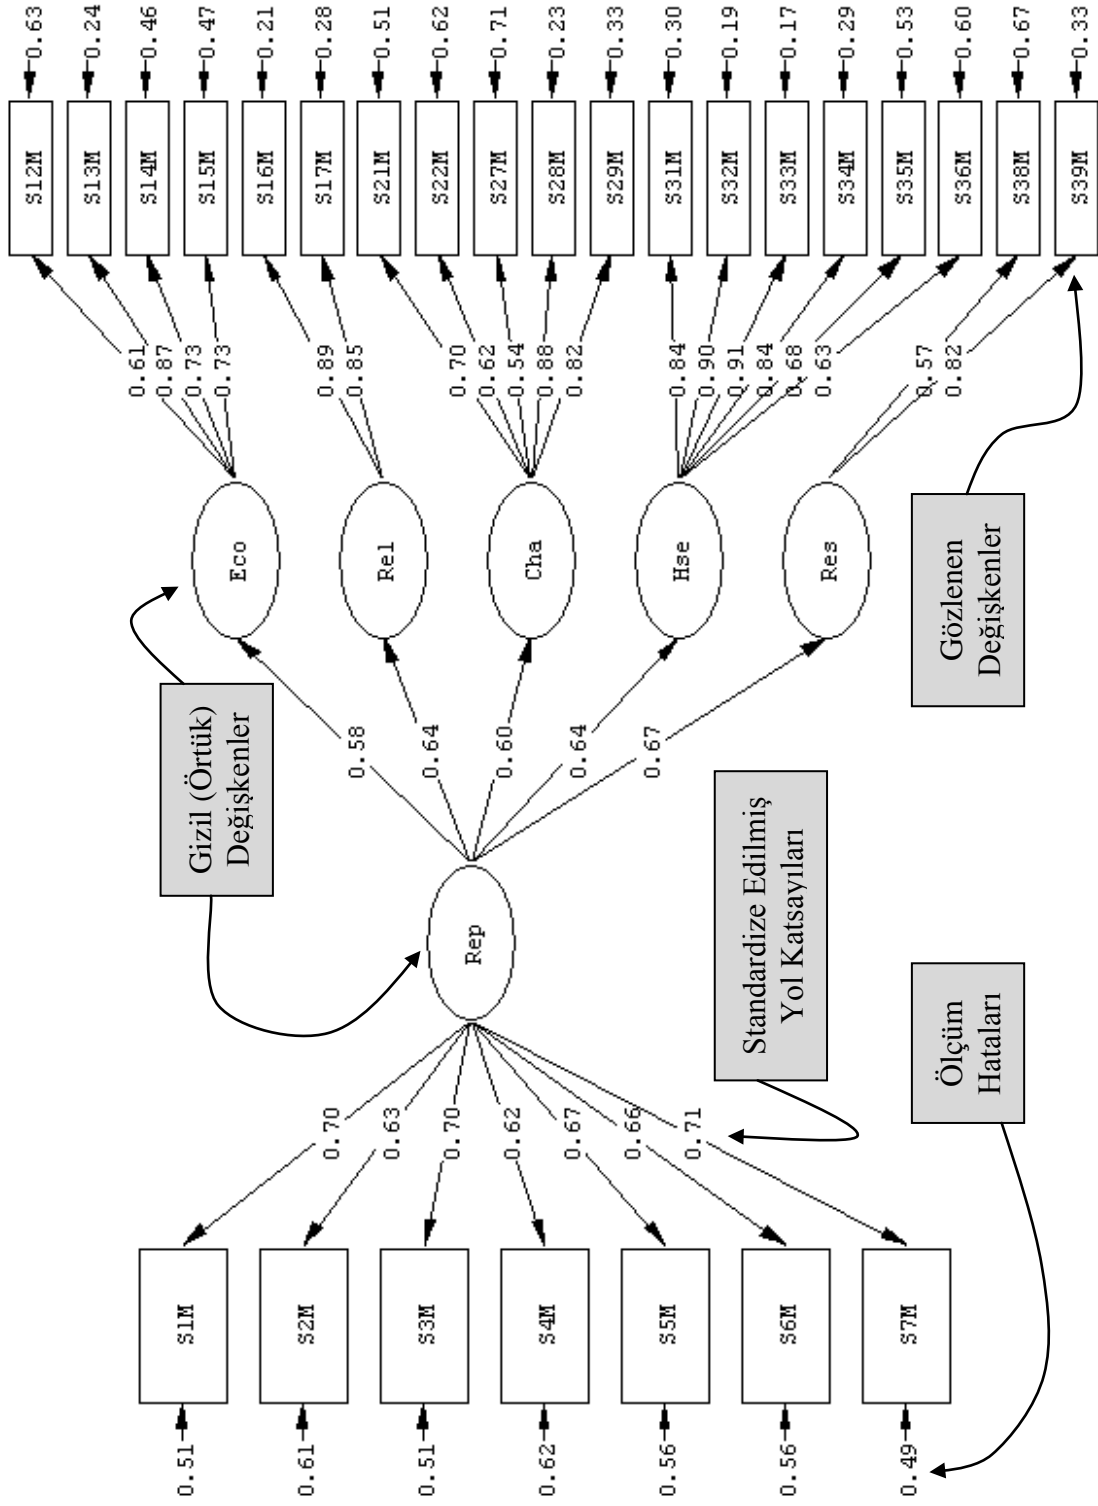 0.51
S1M
0.61
S2M
0.51
S3M
0.62
S4M
0.56
S5M
0.56
S6M
0.49
S7M
0.70
0.63
0.70
0.62
0.67
0.66
0.71
Rep
0.58
0.64
0.60
0.64
0.67
Eco
Rel
Cha
Hse
Res
0.61
0.87
0.73
0.73
0.89
0.85
0.70
0.62
0.54
0.88
0.82
0.84
0.90
0.91
0.84
0.68
0.63
0.57
0.82
S12M
0.63
S13M
0.24
S14M
0.46
S15M
0.47
S16M
0.21
S17M
0.28
S21M
0.51
S22M
0.62
S27M
0.71
S28M
0.23
S29M
0.33
S31M
0.30
S32M
0.19
S33M
0.17
S34M
0.29
S35M
0.53
S36M
0.60
S38M
0.67
S39M
0.33
Gizil (Örtük)
Değişkenler
Standardize Edilmiş
Yol Katsayıları
Ölçüm
Hataları
Gözlenen
Değişkenler